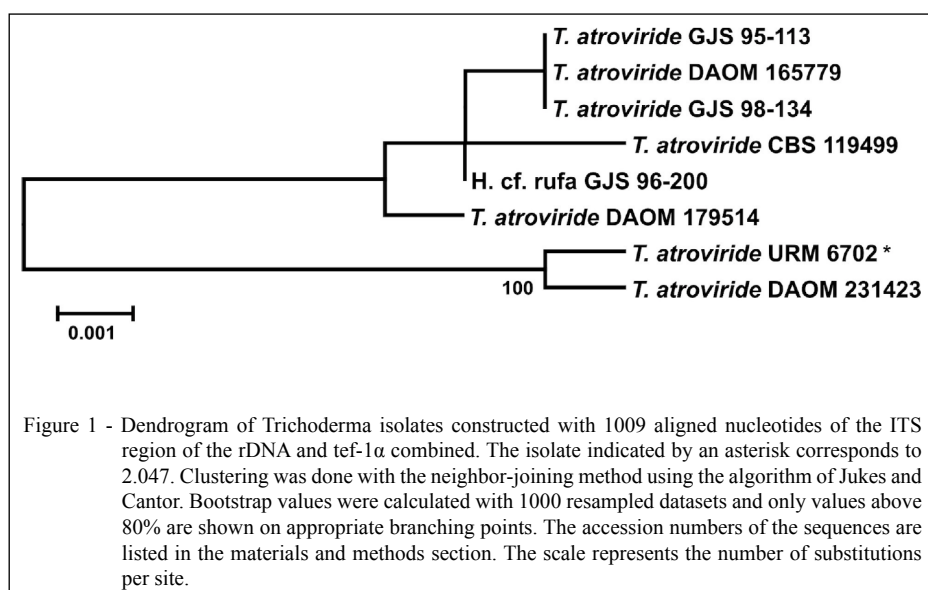 T. atroviride GJS 95-113
T. atroviride DAOM 165779
T. atroviride GJS 98-134
T. atroviride CBS 119499
H. cf. rufa GJS 96-200
T. atroviride DAOM 179514
T. atroviride URM 6702 *
100
T. atroviride DAOM 231423
0.001
Figure 1 - Dendrogram of Trichoderma isolates constructed with 1009 aligned nucleotides of the ITS
region of the rDNA and tef-1α combined. The isolate indicated by an asterisk corresponds to
2.047. Clustering was done with the neighbor-joining method using the algorithm of Jukes and
Cantor. Bootstrap values were calculated with 1000 resampled datasets and only values above
80% are shown on appropriate branching points. The accession numbers of the sequences are
listed in the materials and methods section. The scale represents the number of substitutions
per site.